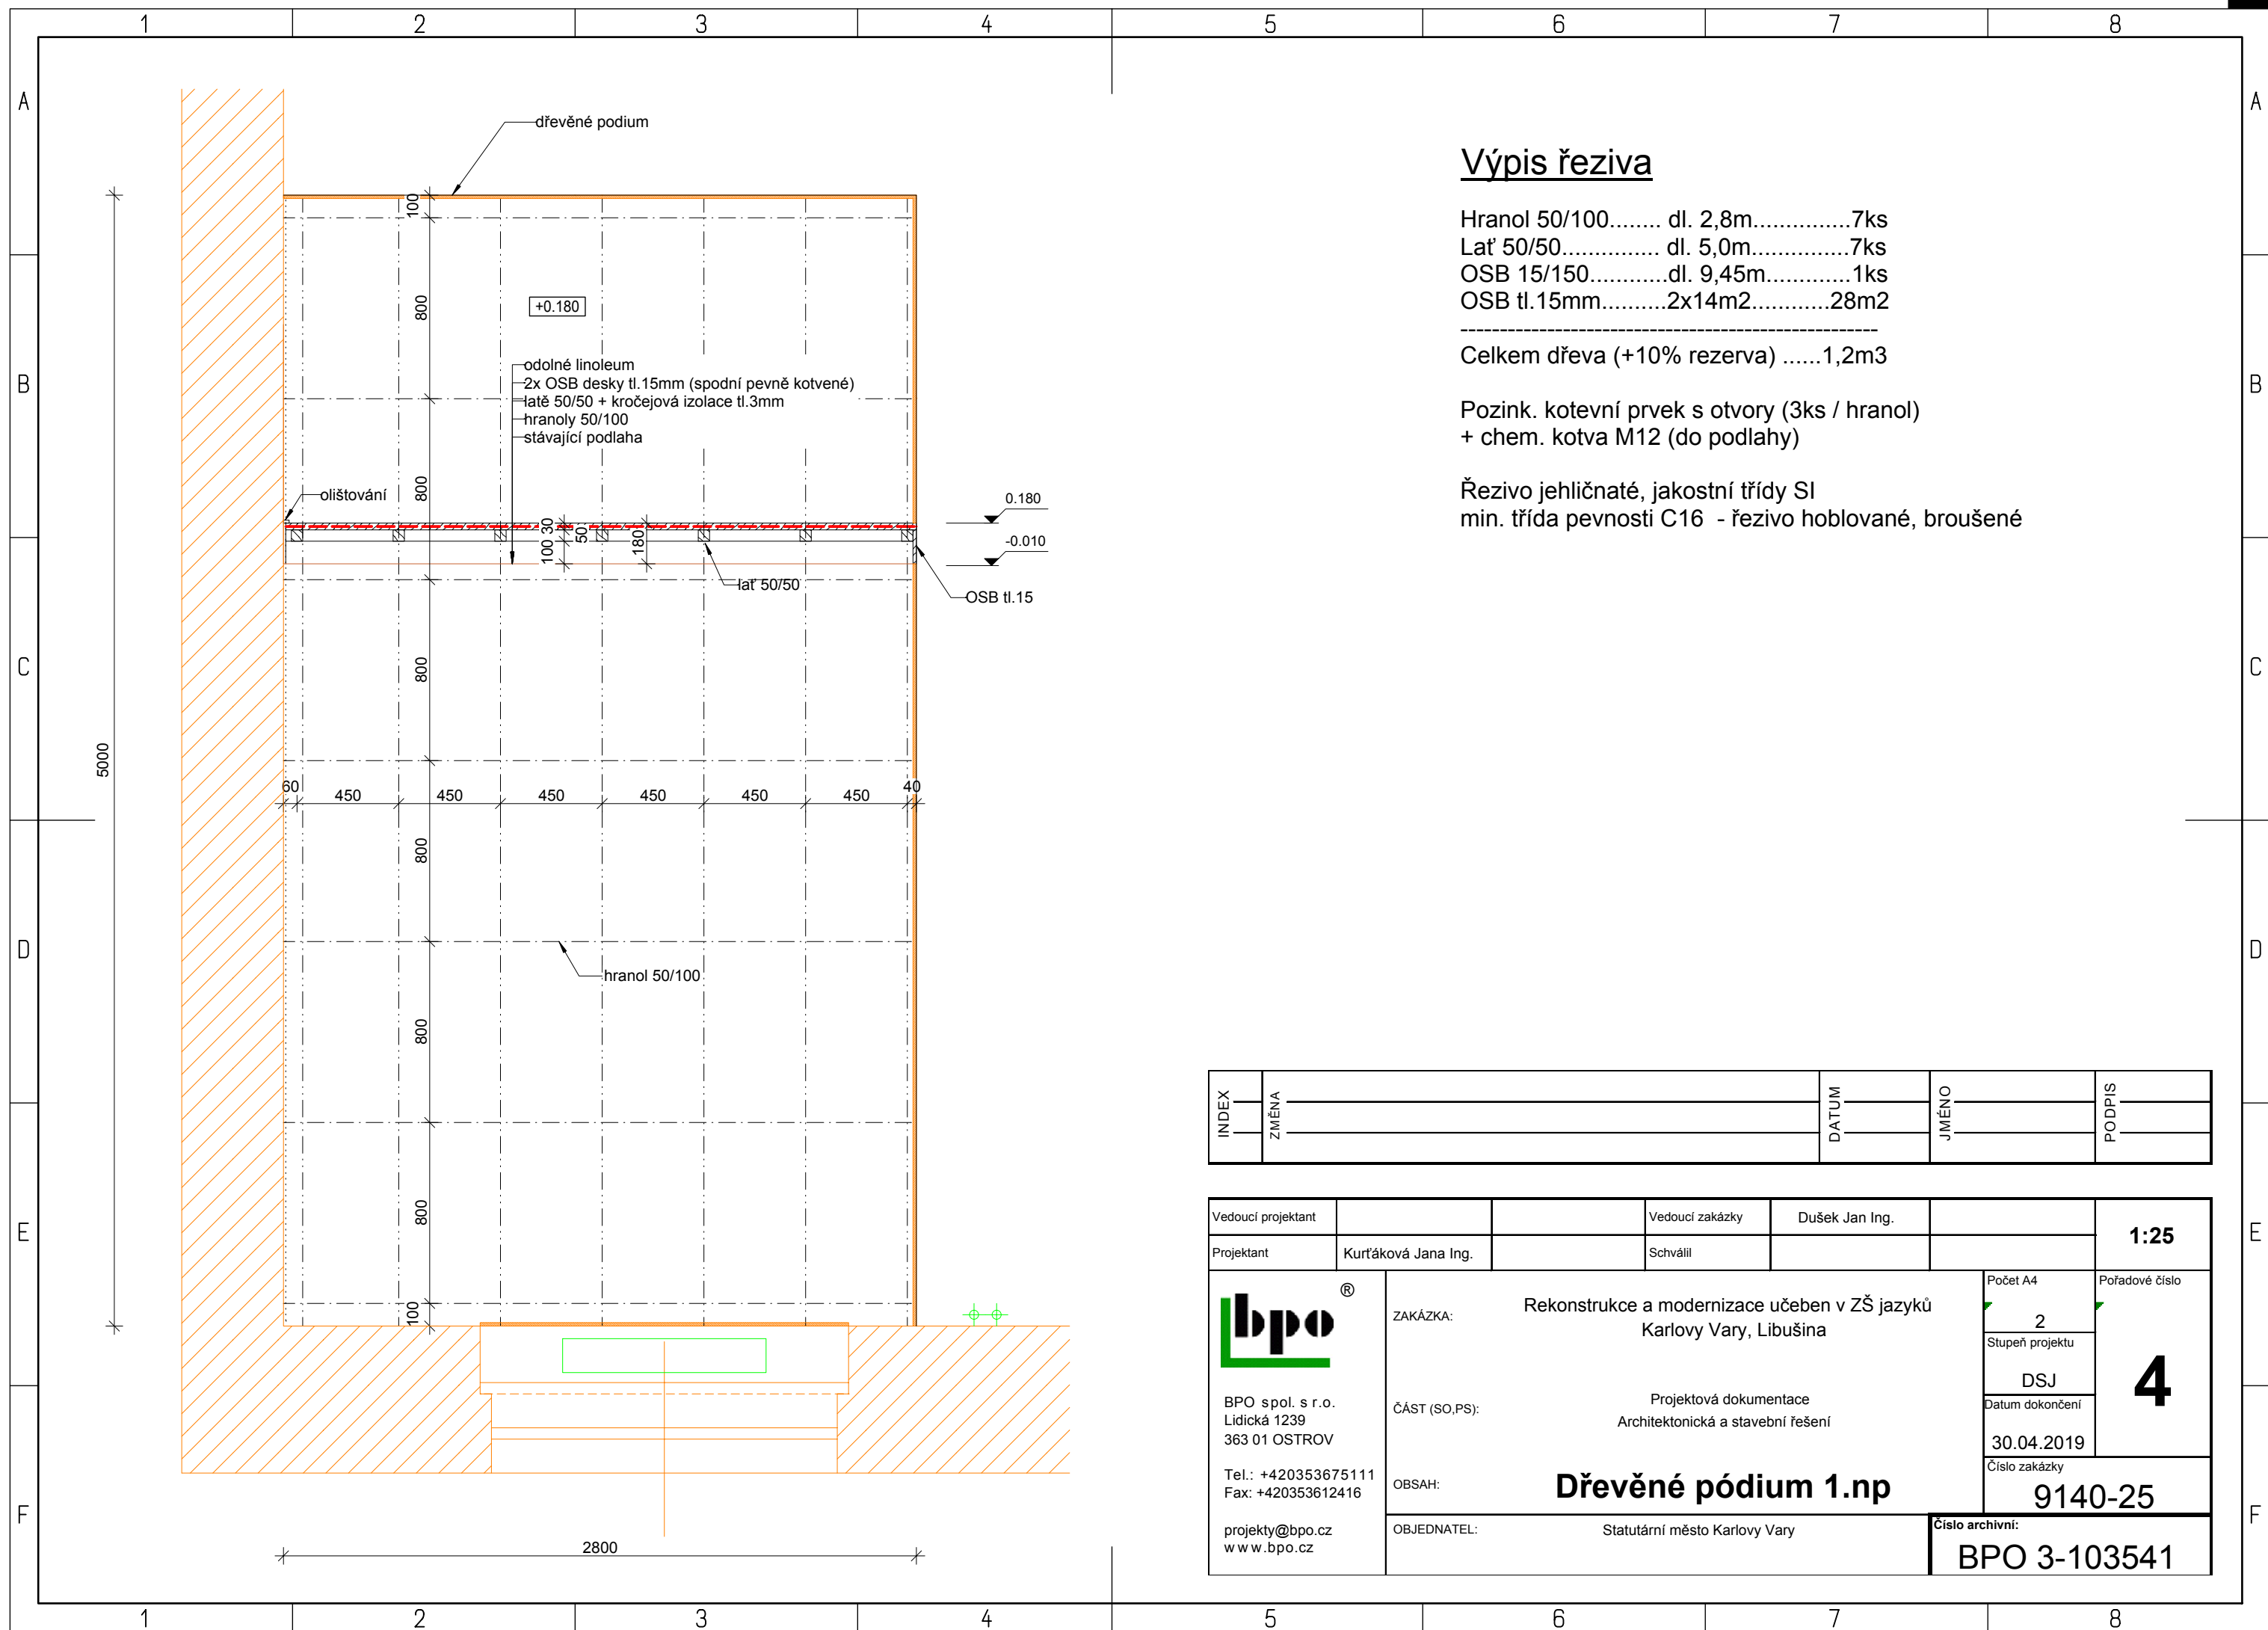 1 2 3 4 5 6 7 8
A A
B B
C C
D D
E E
F F
dřevěné podium
100
800
+0.180
odolné linoleum
2x OSB desky tl.15mm (spodní pevně kotvené)
latě 50/50 + kročejová izolace tl.3mm
hranoly 50/100
stávající podlaha
800
olištování
100 30
50
180
0.180
-0.010
lať 50/50
OSB tl.15
800
5000
60 450 450 450 450 450 450 40
800
hranol 50/100
800
800
100
2800
Výpis řeziva
Hranol 50/100........ dl. 2,8m..............7ks
Lať 50/50.............. dl. 5,0m..............7ks
OSB 15/150...........dl. 9,45m............1ks
OSB tl.15mm.........2x14m2...........28m2
-----------------------------------------------------
Celkem dřeva (+10% rezerva) ......1,2m3
Pozink. kotevní prvek s otvory (3ks / hranol)
+ chem. kotva M12 (do podlahy)
Řezivo jehličnaté, jakostní třídy SI
min. třída pevnosti C16 - řezivo hoblované, broušené
INDEX ZMĚNA DATUM JMÉNO PODPIS
Vedoucí projektant Vedoucí zakázky Dušek Jan Ing.
1:25
Projektant Kurťáková Jana Ing. Schválil
bpo ®
BPO spol. s r.o.
Lidická 1239
363 01 OSTROV
Tel.: +420353675111
Fax: +420353612416
projekty@bpo.cz
www.bpo.cz
ZAKÁZKA:
Rekonstrukce a modernizace učeben v ZŠ jazyků
Karlovy Vary, Libušina
ČÁST (SO,PS):
Projektová dokumentace
Architektonická a stavební řešení
OBSAH:
Dřevěné pódium 1.np
OBJEDNATEL:
Statutární město Karlovy Vary
Počet A4
2
Stupeň projektu
DSJ
Datum dokončení
30.04.2019
Pořadové číslo
4
Číslo zakázky
9140-25
Číslo archivní:
BPO 3-103541
1 2 3 4 5 6 7 8